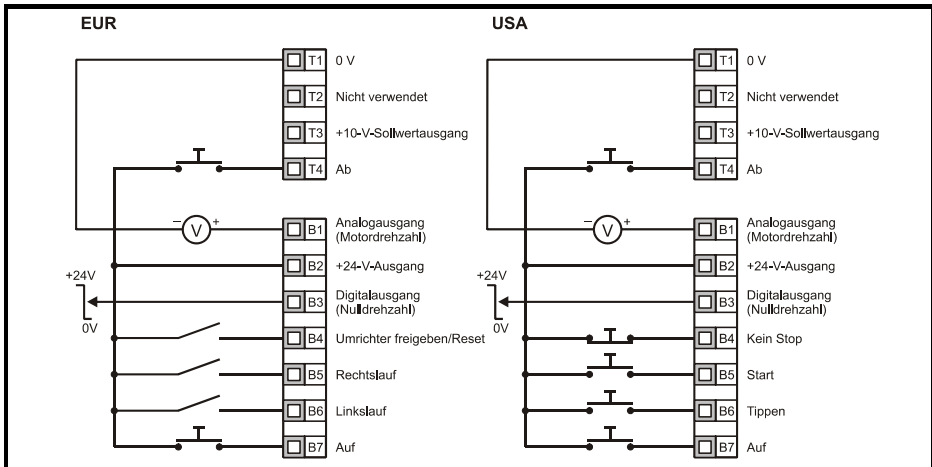 EUR
T1 0 V
T2 Nicht verwendet
T3 +10-V-Sollwertausgang
T4 Ab
– V +
B1 Analogausgang
(Motordrehzahl)
B2 +24-V-Ausgang
+24V
0V
B3 Digitalausgang
(Nulldrehzahl)
B4 Umrichter freigeben/Reset
B5 Rechtslauf
B6 Linkslauf
B7 Auf
USA
T1 0 V
T2 Nicht verwendet
T3 +10-V-Sollwertausgang
T4 Ab
– V +
B1 Analogausgang
(Motordrehzahl)
B2 +24-V-Ausgang
+24V
0V
B3 Digitalausgang
(Nulldrehzahl)
B4 Kein Stop
B5 Start
B6 Tippen
B7 Auf